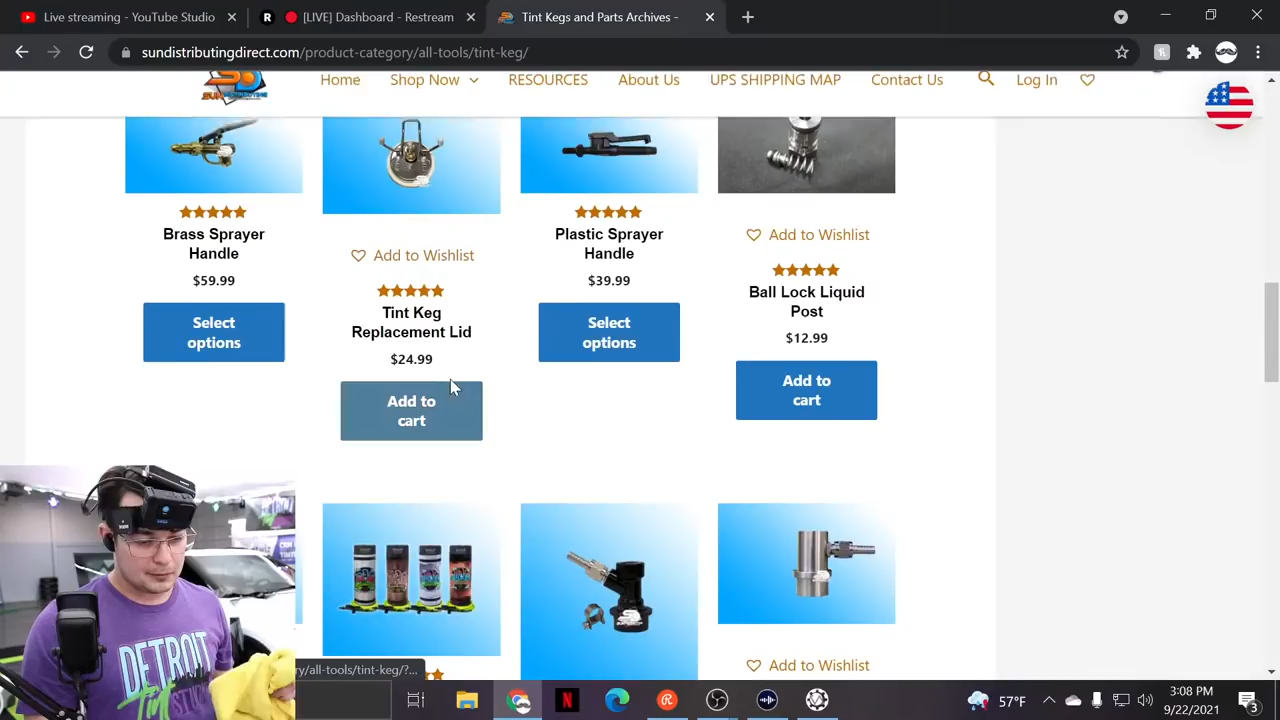 Live streaming - YouTube Studio
[LIVE] Dashboard - Restream
Tint Kegs and Parts Archives -
sundistributingdirect.com/product-category/all-tools/tint-keg/
Home
Shop Now
RESOURCES
About Us
UPS SHIPPING MAP
Contact Us
Log In
Brass Sprayer
Handle
$59.99
Select
options
Add to Wishlist
Tint Keg
Replacement Lid
$24.99
Add to
cart
Plastic Sprayer
Handle
$39.99
Select
options
Add to Wishlist
Ball Lock Liquid
Post
$12.99
Add to
cart
Add to Wishlist
DETROIT
ry/all-tools/tint-keg/?...
57°F
3:08 PM
9/22/2021
3